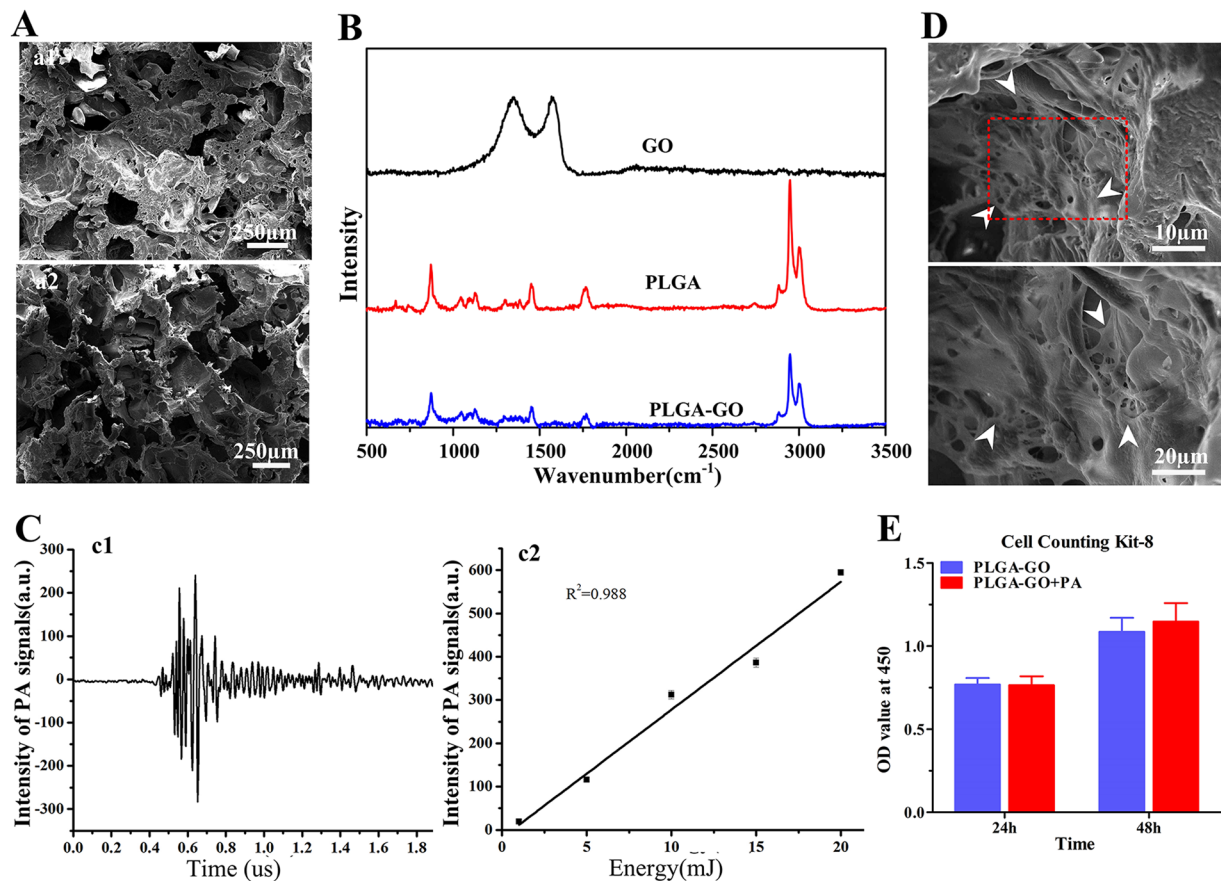 A
a1
250µm
a2
250µm
B
GO
PLGA
PLGA-GO
Intensity
500 1000 1500 2000 2500 3000 3500
Wavenumber(cm⁻¹)
D
10µm
20µm
C
c1
Intensity of PA signals(a.u.)
300
200
100
0
-100
-200
-300
0.0 0.2 0.4 0.6 0.8 1.0 1.2 1.4 1.6 1.8
Time (us)
c2
R²=0.988
Intensity of PA signals(a.u.)
600
500
400
300
200
100
0
0 5 10 15 20
Energy(mJ)
E
Cell Counting Kit-8
PLGA-GO
PLGA-GO+PA
OD value at 450
1.5
1.0
0.5
0.0
24h 48h
Time